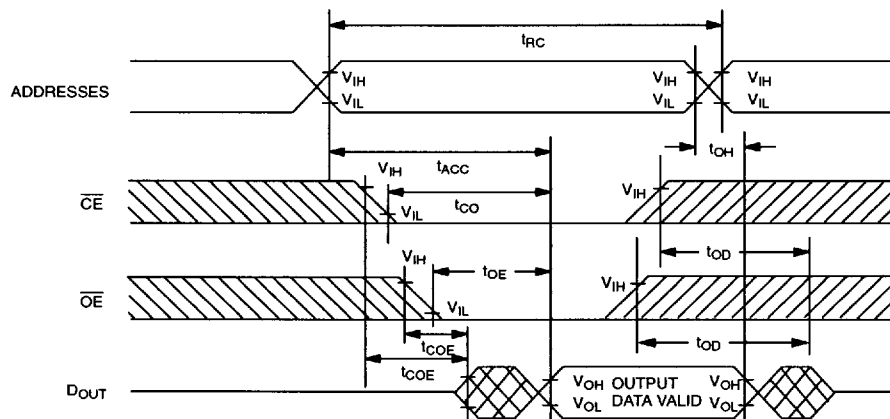 tRC
ADDRESSES
VIH VIH VIH
VIL VIL VIL
tOH
tACC
VIH
CE
VIL
tCO
VIH
tOD
VIH
OE
VIL
tOE
VIH
tOD
tCOE
tCOE
DOUT
VOH OUTPUT VOH
VOL DATA VALID VOL